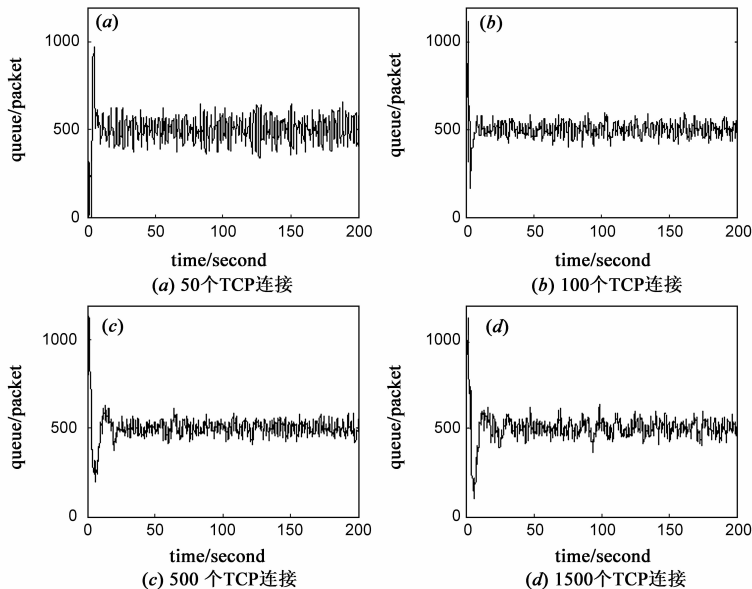 (a)
1000
500
0
queue/packet
0 50 100 150 200
time/second
(a) 50个TCP连接
(b)
1000
500
0
queue/packet
0 50 100 150 200
time/second
(b) 100个TCP连接
(c)
1000
500
0
queue/packet
0 50 100 150 200
time/second
(c) 500 个TCP连接
(d)
1000
500
0
queue/packet
0 50 100 150 200
time/second
(d) 1500个TCP连接